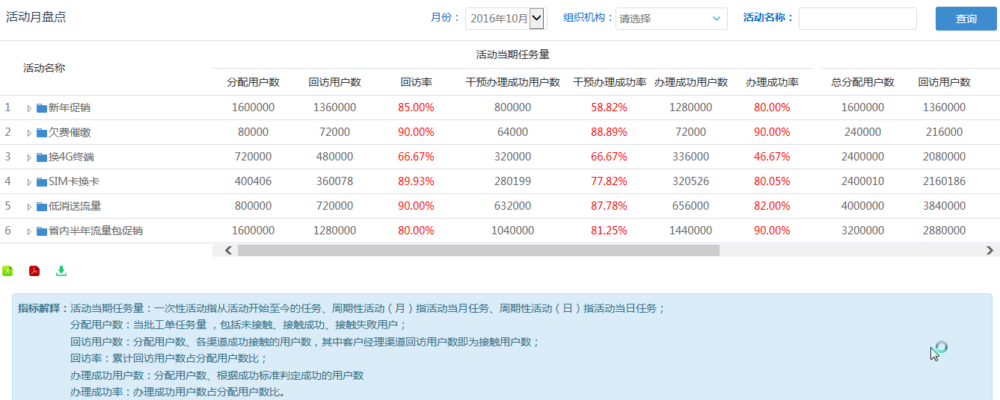 活动月盘点 月份： 2016年10月 组织机构： 请选择 活动名称： 查询
活动名称 活动当期任务量
分配用户数 回访用户数 回访率 干预办理成功用户数 干预办理成功率 办理成功用户数 办理成功率 总分配用户数 回访用户数
1 新年促销 1600000 1360000 85.00% 800000 58.82% 1280000 80.00% 1600000 1360000
2 欠费催缴 80000 72000 90.00% 64000 88.89% 72000 90.00% 240000 216000
3 换4G终端 720000 480000 66.67% 320000 66.67% 336000 46.67% 2400000 2080000
4 SIM卡换卡 400406 360078 89.93% 280199 77.82% 320526 80.05% 2400010 2160186
5 低消送流量 800000 720000 90.00% 632000 87.78% 656000 82.00% 4000000 3840000
6 省内半年流量包促销 1600000 1280000 80.00% 1040000 81.25% 1440000 90.00% 3200000 2880000
指标解释：活动当期任务量：一次性活动指从活动开始至今的任务、周期性活动（月）指活动当月任务、周期性活动（日）指活动当日任务；
分配用户数：当批工单任务量 ，包括未接触、接触成功、接触失败用户；
回访用户数：分配用户数、各渠道成功接触的用户数，其中客户经理渠道回访用户数即为接触用户数；
回访率：累计回访用户数占分配用户数比；
办理成功用户数：分配用户数、根据成功标准判定成功的用户数
办理成功率：办理成功用户数占分配用户数比。